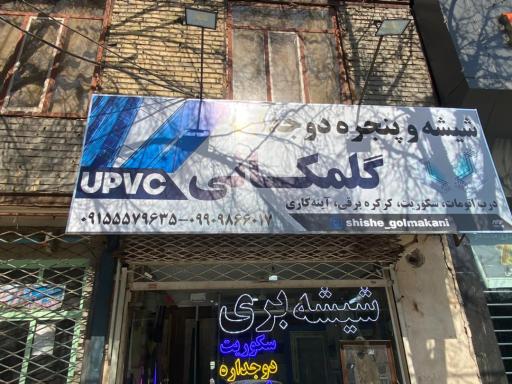 شیشه و پنجره دوجداره
گلمکانی
UPVC
درب اتومات، سکوریت، کرکره برقی، آینه‌کاری
۰۹۱۵۵۵۷۹۶۳۵-۰۹۹۰۹۸۶۶۰۱۷
shishe_golmakani
شیشه بری
سکوریت
دوجداره